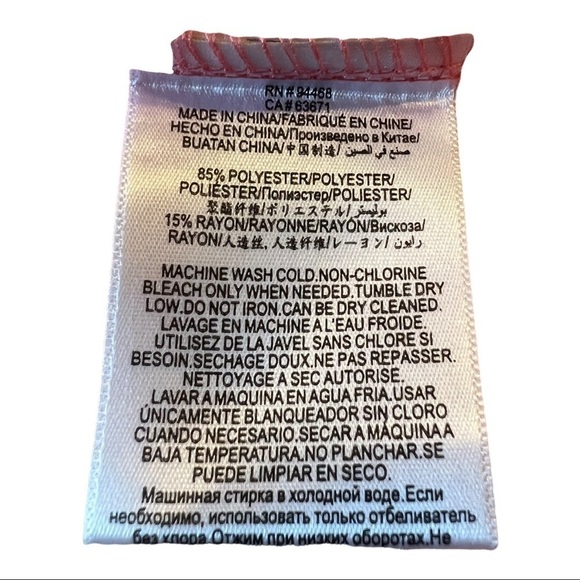 RN # 94468
CA # 63671
MADE IN CHINA/FABRIQUÉ EN CHINE/
HECHO EN CHINA/Произведено в Китае/
BUATAN CHINA/中国制造/ صنع في الصين
85% POLYESTER/POLYESTER/
POLIÉSTER/Полиэстер/POLIESTER/
聚酯纤维/ポリエステル/بوليستر
15% RAYON/RAYONNE/RAYÓN/Вискоза/
RAYON/人造丝,人造纤维/レーヨン/ رايون
MACHINE WASH COLD.NON-CHLORINE
BLEACH ONLY WHEN NEEDED.TUMBLE DRY
LOW.DO NOT IRON.CAN BE DRY CLEANED.
LAVAGE EN MACHINE A L'EAU FROIDE.
UTILISEZ DE LA JAVEL SANS CHLORE SI
BESOIN.SECHAGE DOUX.NE PAS REPASSER.
NETTOYAGE A SEC AUTORISE.
LAVAR A MAQUINA EN AGUA FRIA.USAR
ÚNICAMENTE BLANQUEADOR SIN CLORO
CUANDO NECESARIO.SECAR A MÁQUINA A
BAJA TEMPERATURA.NO PLANCHAR.SE
PUEDE LIMPIAR EN SECO.
Машинная стирка в холодной воде.Если
необходимо, использовать только отбеливатель
без хлора.Отжим при низких оборотах.Не